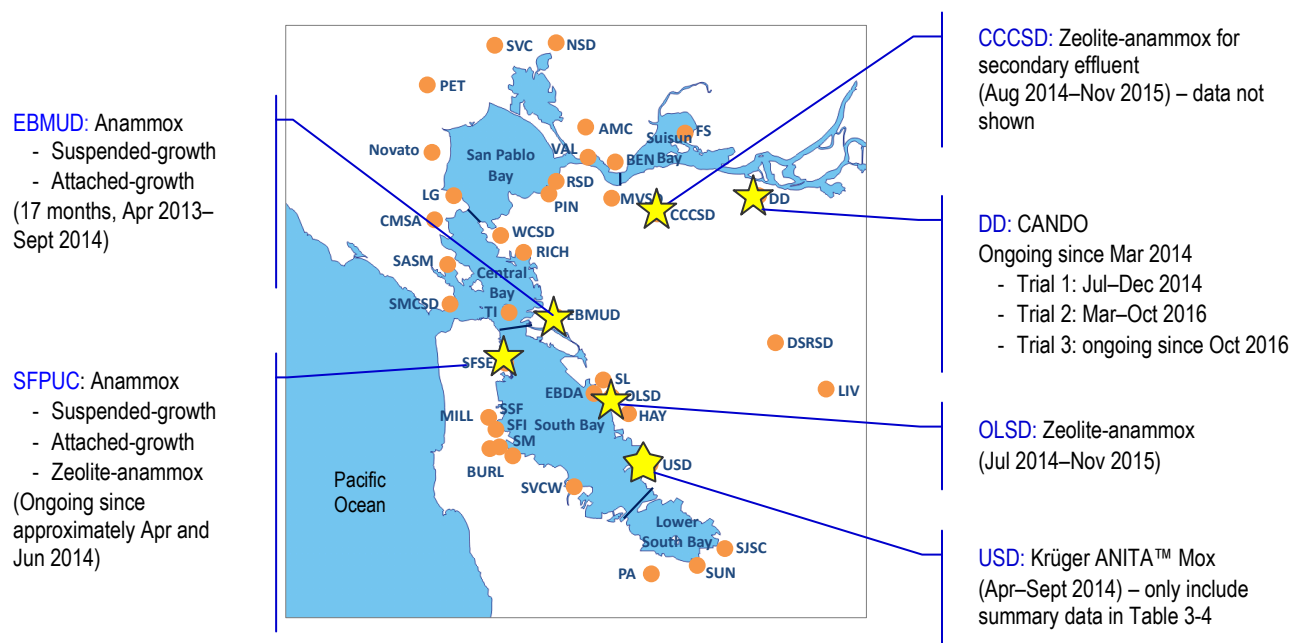 EBMUD: Anammox
- Suspended-growth
- Attached-growth
(17 months, Apr 2013–
Sept 2014)
SFPUC: Anammox
- Suspended-growth
- Attached-growth
- Zeolite-anammox
(Ongoing since
approximately Apr and
Jun 2014)
SVC
NSD
PET
AMC
Suisun
Bay
FS
Novato
San Pablo
Bay
VAL
BEN
RSD
PIN
MVSD
CCCSD
DD
LG
CMSA
WCSD
RICH
SASM
Central
Bay
SMCSD
TI
EBMUD
SFSE
DSRSD
SL
EBDA
OLSD
LIV
HAY
MILL
SSF
SFI
South Bay
SM
BURL
USD
Pacific
Ocean
SVCW
Lower
South Bay
SJSC
SUN
PA
CCCSD: Zeolite-anammox for
secondary effluent
(Aug 2014–Nov 2015) – data not
shown
DD: CANDO
Ongoing since Mar 2014
- Trial 1: Jul–Dec 2014
- Trial 2: Mar–Oct 2016
- Trial 3: ongoing since Oct 2016
OLSD: Zeolite-anammox
(Jul 2014–Nov 2015)
USD: Krüger ANITA™ Mox
(Apr–Sept 2014) – only include
summary data in Table 3-4